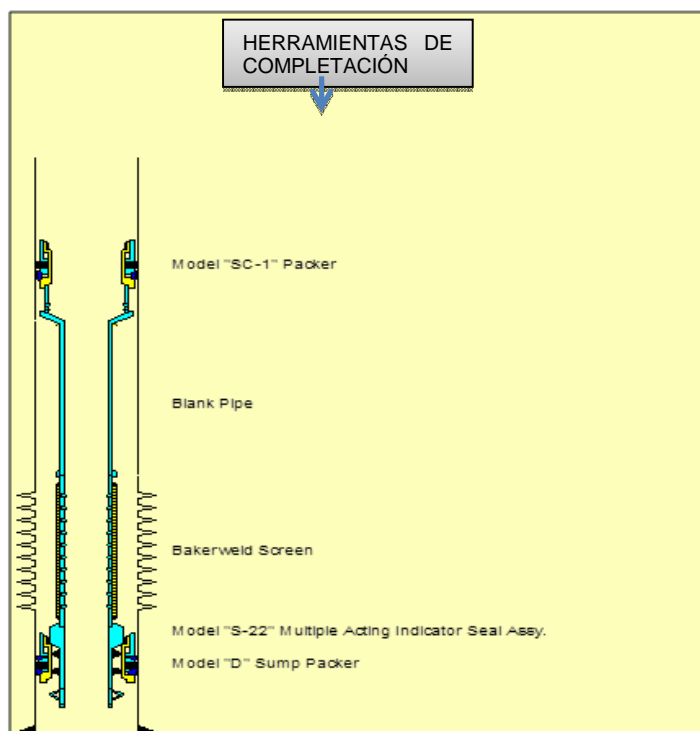 HERRAMIENTAS DE
COMPLETACIÓN
Model "SC-1" Packer
Blank Pipe
Bakerweld Screen
Model "S-22" Multiple Acting Indicator Seal Assy.
Model "D" Sump Packer